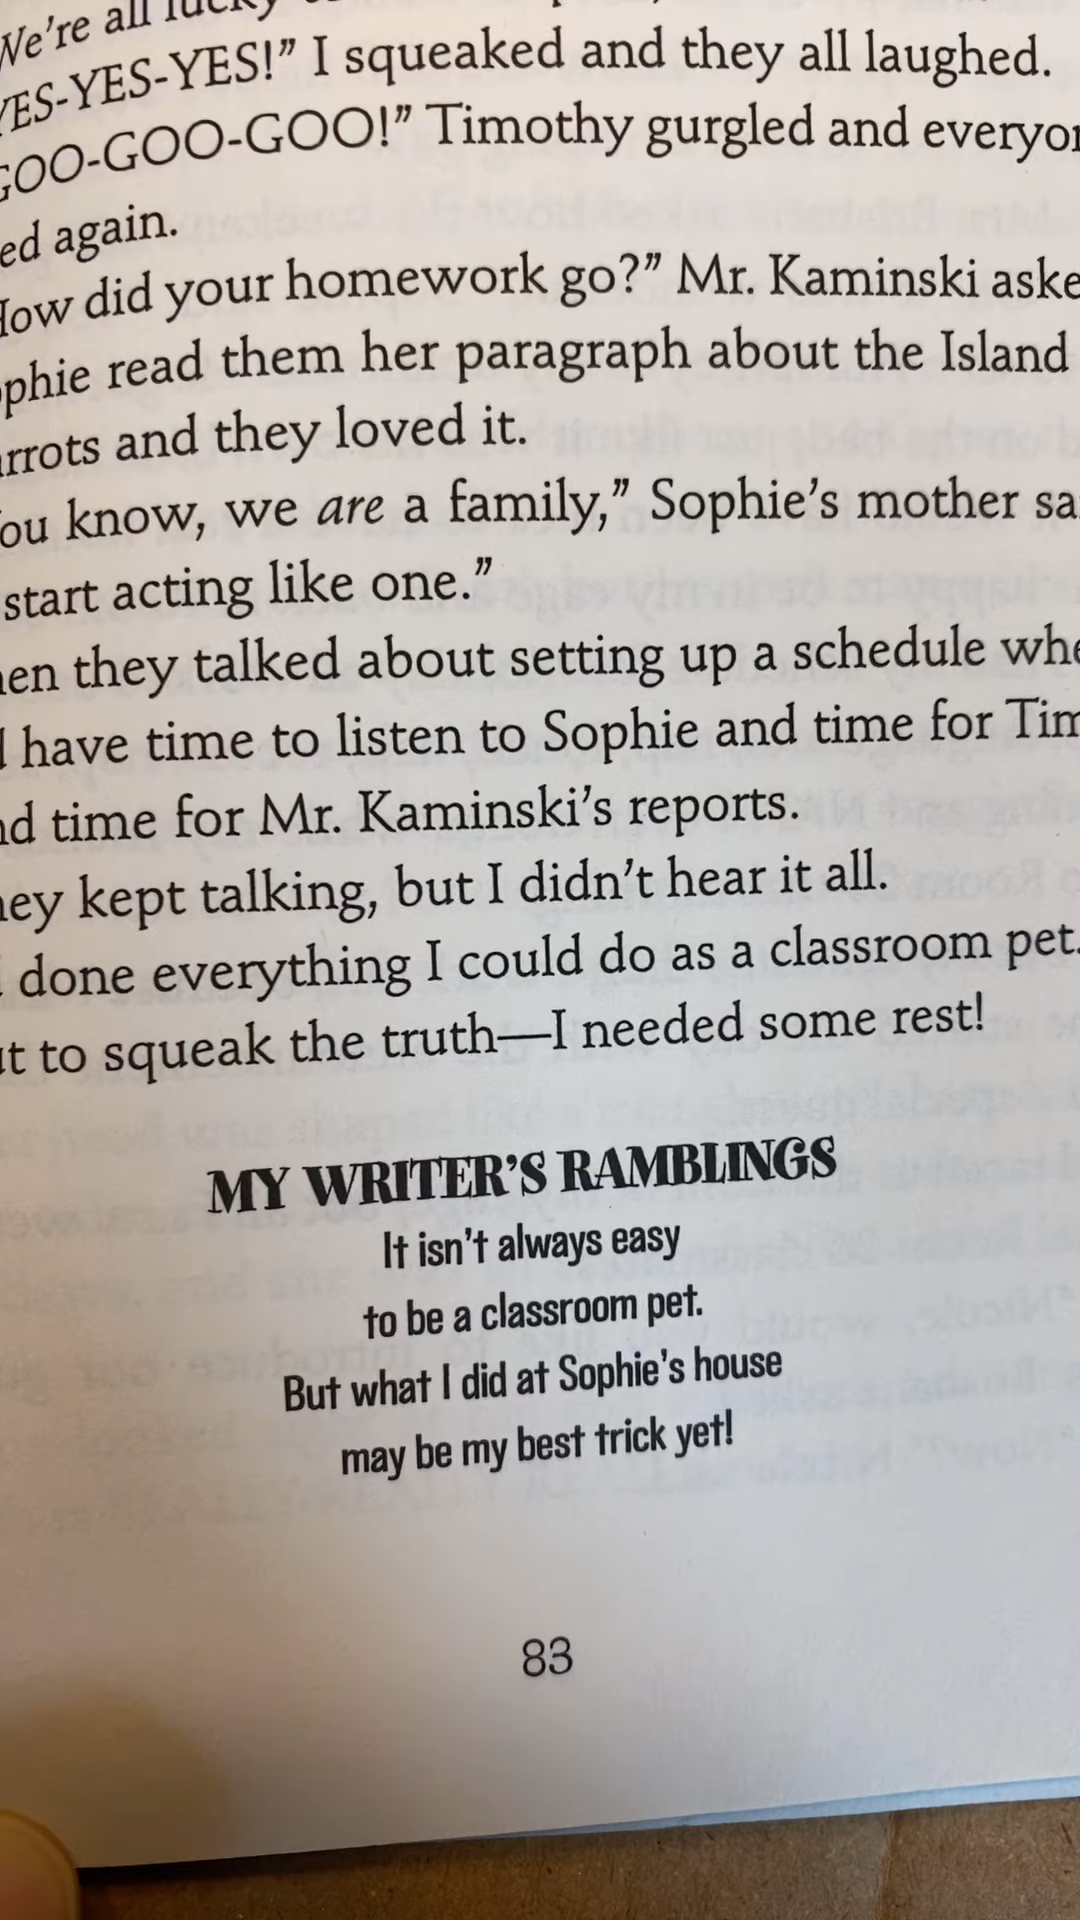 We're all lucky
YES-YES-YES!" I squeaked and they all laughed.
GOO-GOO-GOO!" Timothy gurgled and everyon
ed again.
How did your homework go?" Mr. Kaminski aske
phie read them her paragraph about the Island
rrots and they loved it.
You know, we are a family," Sophie's mother sa
start acting like one."
en they talked about setting up a schedule whe
d have time to listen to Sophie and time for Tim
nd time for Mr. Kaminski's reports.
ey kept talking, but I didn't hear it all.
done everything I could do as a classroom pet.
ut to squeak the truth—I needed some rest!
MY WRITER'S RAMBLINGS
It isn't always easy
to be a classroom pet.
But what I did at Sophie's house
may be my best trick yet!
83